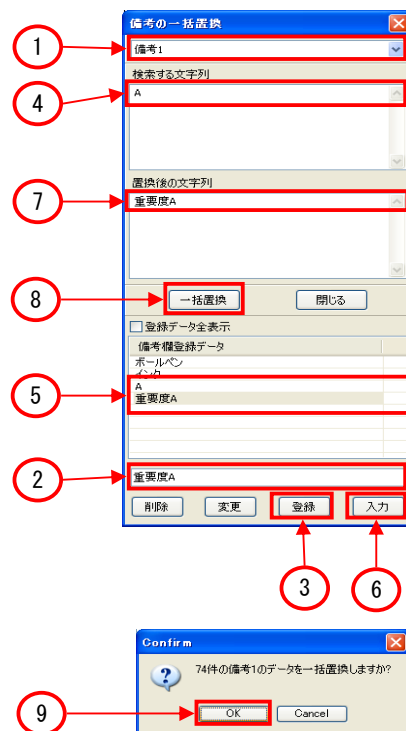 備考の一括置換
1
備考1
検索する文字列
4
A
置換後の文字列
7
重要度A
8
一括置換
閉じる
登録データ全表示
備考欄登録データ
ボールペン
インク
5
A
重要度A
2
重要度A
削除
変更
登録
入力
3
6
Confirm
74件の備考1のデータを一括置換しますか?
9
OK
Cancel